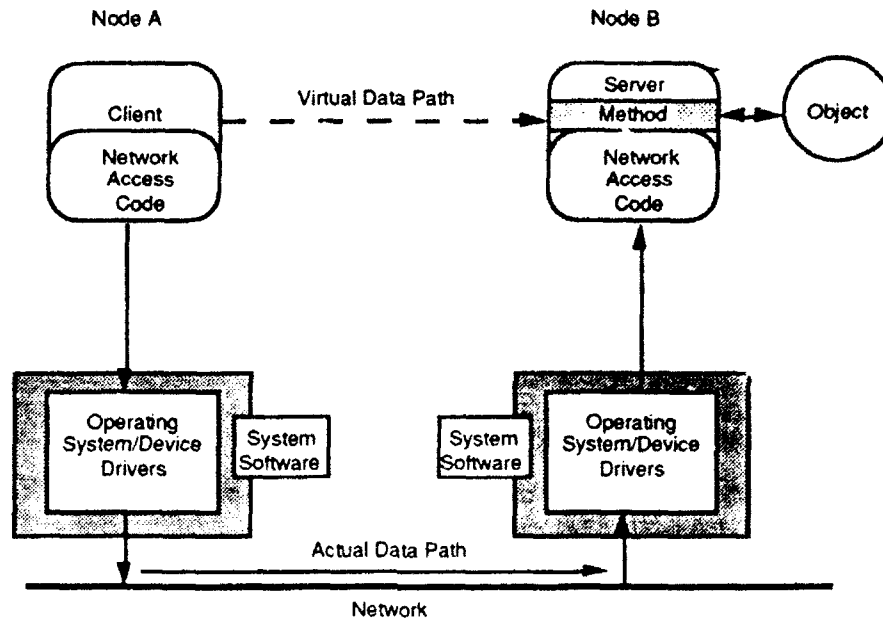 Node A
Node B
Client
Network
Access
Code
Virtual Data Path
Server
Method
Network
Access
Code
Object
Operating
System/Device
Drivers
System
Software
System
Software
Operating
System/Device
Drivers
Actual Data Path
Network